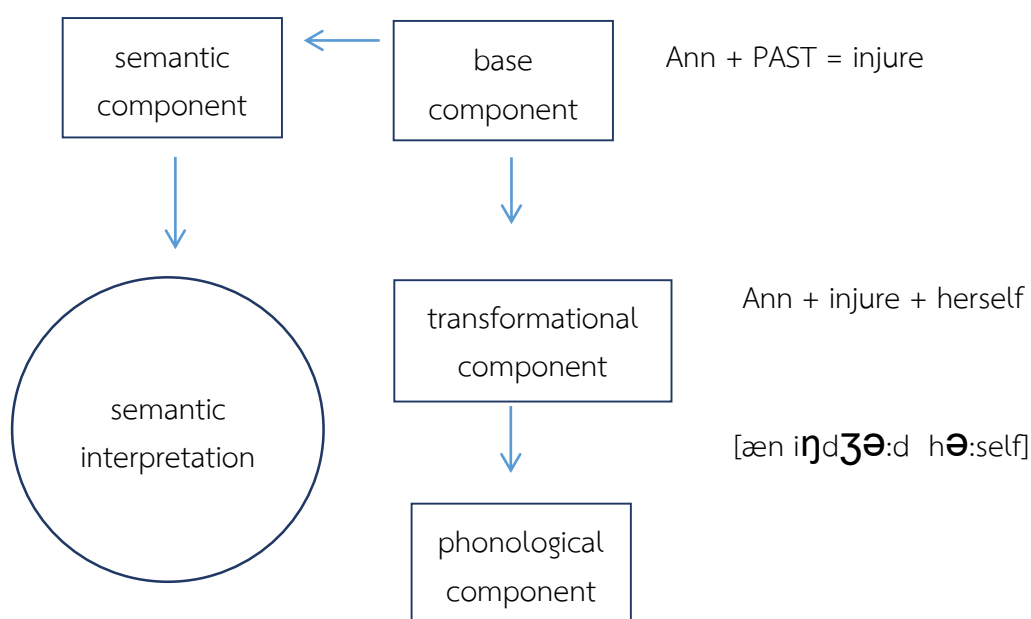 semantic
component
base
component
Ann + PAST = injure
transformational
component
Ann + injure + herself
semantic
interpretation
[æn iŋdʒə:d hə:self]
phonological
component